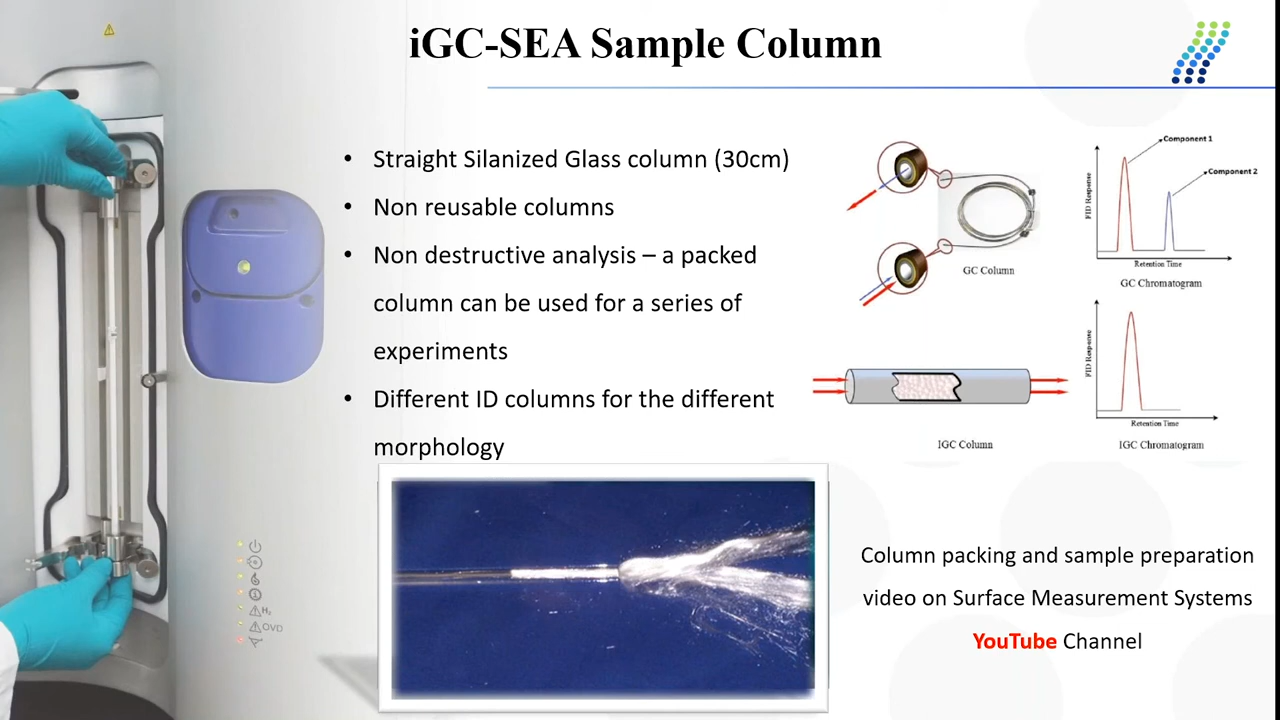 iGC-SEA Sample Column
• Straight Silanized Glass column (30cm)
• Non reusable columns
• Non destructive analysis – a packed
column can be used for a series of
experiments
• Different ID columns for the different
morphology
GC Column
Component 1
Component 2
FID Response
Retention Time
GC Chromatogram
IGC Column
FID Response
Retention Time
IGC Chromatogram
H₂
OVD
Column packing and sample preparation
video on Surface Measurement Systems
YouTube Channel